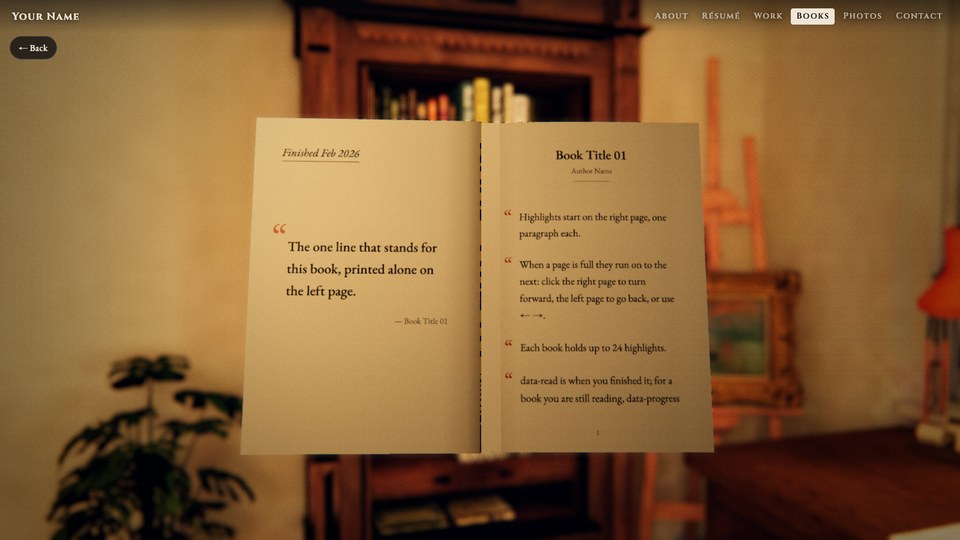 Your Name
About Résumé Work Books Photos Contact
← Back
Finished Feb 2026
“
The one line that stands for
this book, printed alone on
the left page.
— Book Title 01
Book Title 01
Author Name
“ Highlights start on the right page, one
paragraph each.
“ When a page is full they run on to the
next: click the right page to turn
forward, the left page to go back, or use
← →.
“ Each book holds up to 24 highlights.
“ data-read is when you finished it; for a
book you are still reading, data-progress
1